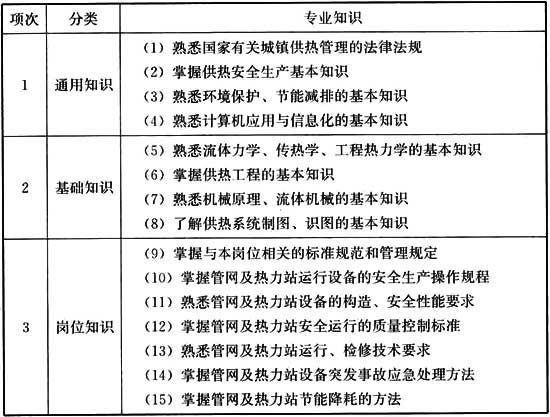 项次 分类 专业知识
1 通用知识
(1) 熟悉国家有关城镇供热管理的法律法规
(2) 掌握供热安全生产基本知识
(3) 熟悉环境保护、节能减排的基本知识
(4) 熟悉计算机应用与信息化的基本知识
2 基础知识
(5) 熟悉流体力学、传热学、工程热力学的基本知识
(6) 掌握供热工程的基本知识
(7) 熟悉机械原理、流体机械的基本知识
(8) 了解供热系统制图、识图的基本知识
3 岗位知识
(9) 掌握与本岗位相关的标准规范和管理规定
(10) 掌握管网及热力站运行设备的安全生产操作规程
(11) 熟悉管网及热力站设备的构造、安全性能要求
(12) 掌握管网及热力站安全运行的质量控制标准
(13) 熟悉管网及热力站运行、检修技术要求
(14) 掌握管网及热力站设备突发事故应急处理方法
(15) 掌握管网及热力站节能降耗的方法